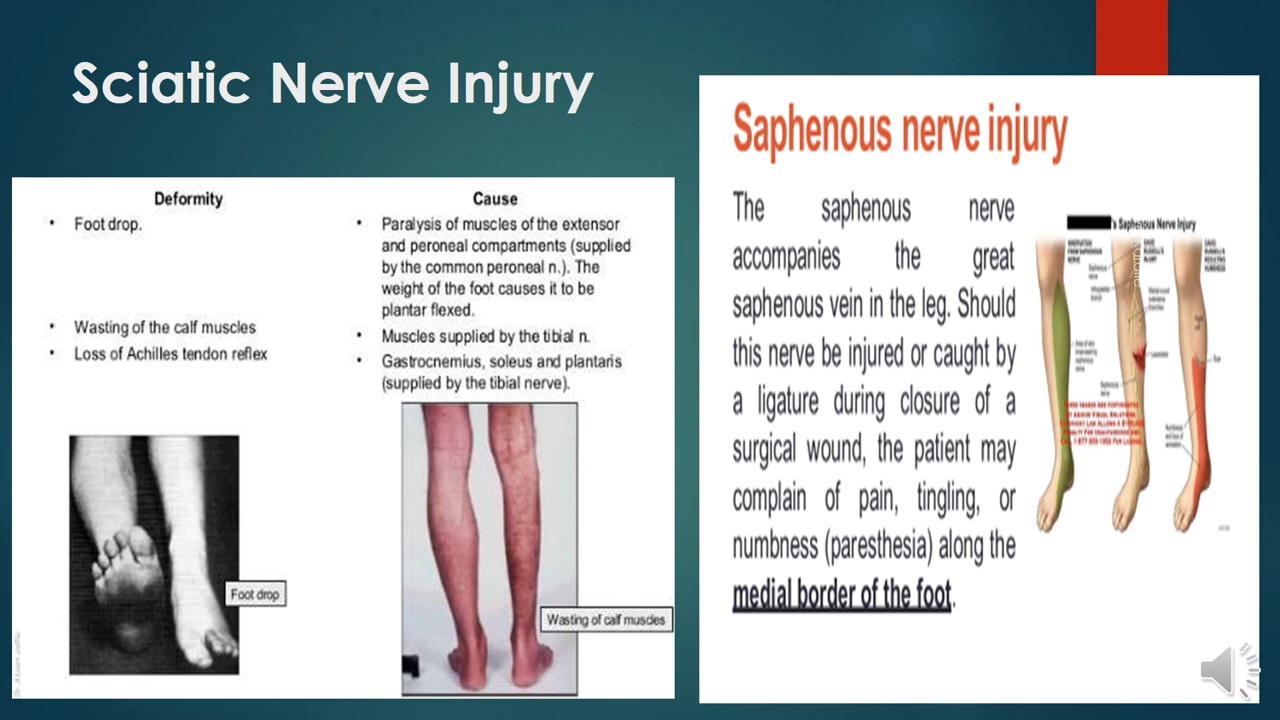 Sciatic Nerve Injury
Deformity
• Foot drop.
• Wasting of the calf muscles
• Loss of Achilles tendon reflex
Cause
• Paralysis of muscles of the extensor
and peroneal compartments (supplied
by the common peroneal n.). The
weight of the foot causes it to be
plantar flexed.
• Muscles supplied by the tibial n.
• Gastrocnemius, soleus and plantaris
(supplied by the tibial nerve).
Foot drop
Wasting of calf muscles
Saphenous nerve injury
The saphenous nerve
accompanies the great
saphenous vein in the leg. Should
this nerve be injured or caught by
a ligature during closure of a
surgical wound, the patient may
complain of pain, tingling, or
numbness (paresthesia) along the
medial border of the foot.
's Saphenous Nerve Injury